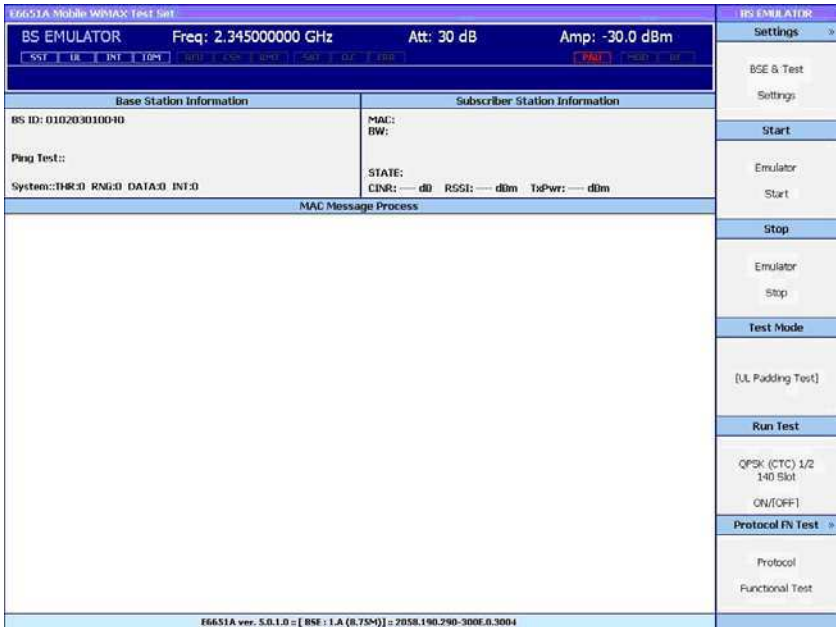 E6651A Mobile WiMAX Test Set
BS EMULATOR Freq: 2.345000000 GHz Att: 30 dB Amp: -30.0 dBm
SST UL INT 10M PAU
Base Station Information
BS ID: 010203010040
Ping Test::
System::THR:0 RNG:0 DATA:0 INT:0
Subscriber Station Information
MAC:
BW:
STATE:
CINR: --- dB RSSI: --- dBm TxPwr: --- dBm
MAC Message Process
E6651A ver. 5.0.1.0 :: [ BSE : 1.A (8.75M)] :: 2058.190.290-300E.0.3004
BS EMULATOR
Settings »
BSE & Test
Settings
Start
Emulator
Start
Stop
Emulator
Stop
Test Mode
[UL Padding Test]
Run Test
QPSK (CTC) 1/2
140 Slot
ON/[OFF]
Protocol FN Test »
Protocol
Functional Test